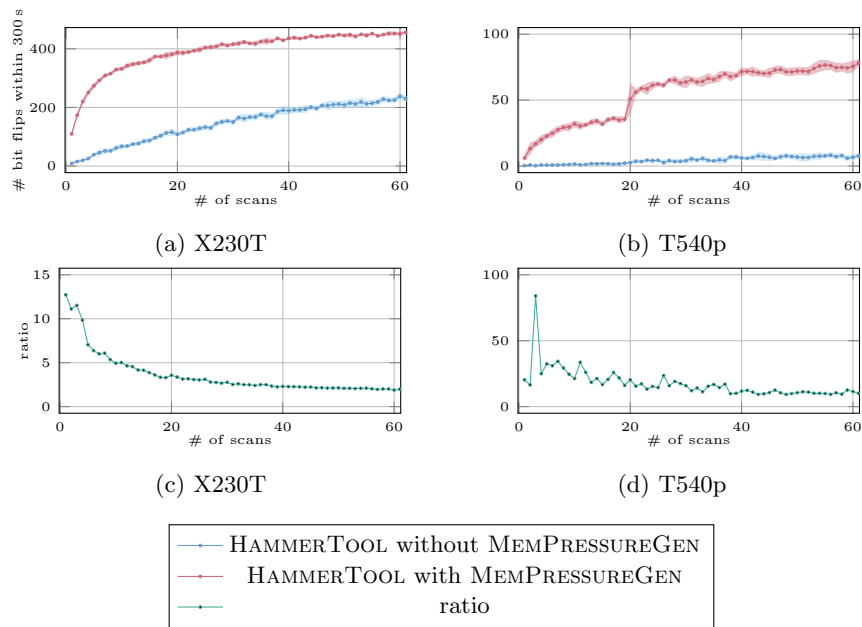 # bit flips within 300 s
400
200
0
0
20
40
60
# of scans
(a) X230T
100
50
0
0
20
40
60
# of scans
(b) T540p
ratio
15
10
5
0
0
20
40
60
# of scans
(c) X230T
100
50
0
0
20
40
60
# of scans
(d) T540p
HAMMERTOOL without MEMPRESSUREGEN
HAMMERTOOL with MEMPRESSUREGEN
ratio